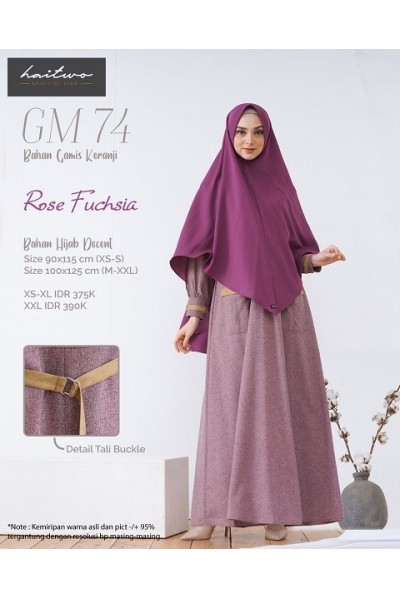 haitwo
GM 74
Bahan Gamis Keranji
Rose Fuchsia
Bahan Hijab Decent
Size 90x115 cm (XS-S)
Size 100x125 cm (M-XXL)
XS-XL IDR 375K
XXL IDR 390K
Detail Tali Buckle
*Note : Kemiripan warna asli dan pict -/+ 95%
tergantung dengan resolusi hp masing-masing